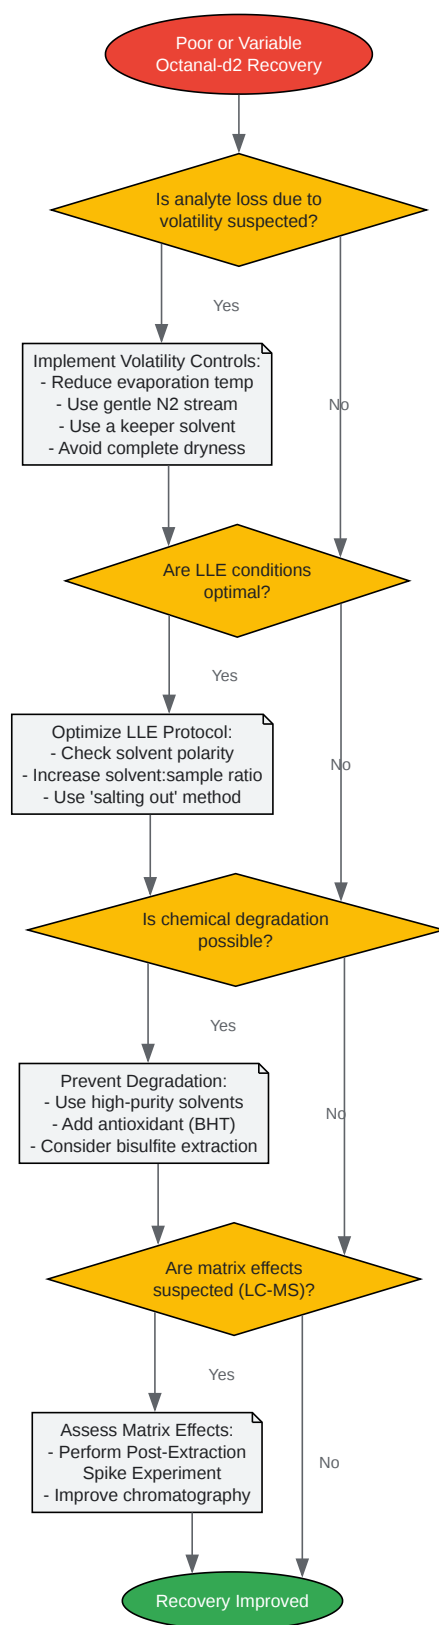 Poor or Variable
Octanal-d2 Recovery
Is analyte loss due to
volatility suspected?
Yes
Implement Volatility Controls:
- Reduce evaporation temp
- Use gentle N2 stream
- Use a keeper solvent
- Avoid complete dryness
No
Are LLE conditions
optimal?
Yes
Optimize LLE Protocol:
- Check solvent polarity
- Increase solvent:sample ratio
- Use 'salting out' method
No
Is chemical degradation
possible?
Yes
Prevent Degradation:
- Use high-purity solvents
- Add antioxidant (BHT)
- Consider bisulfite extraction
No
Are matrix effects
suspected (LC-MS)?
Yes
Assess Matrix Effects:
- Perform Post-Extraction
Spike Experiment
- Improve chromatography
No
Recovery Improved